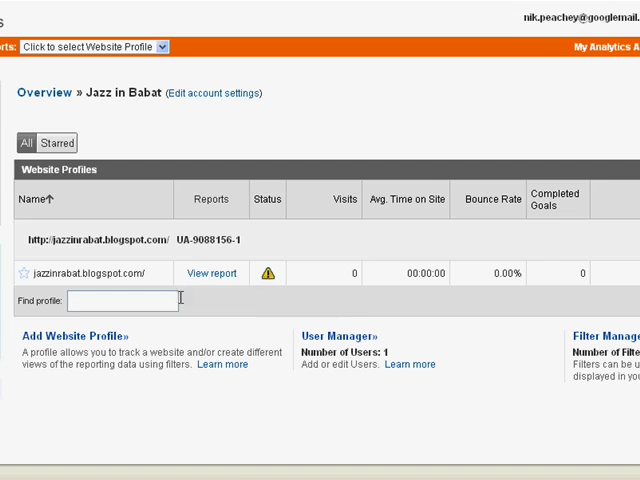 s
nik.peachey@googlemail.
orts: Click to select Website Profile
My Analytics A
Overview » Jazz in Babat (Edit account settings)
All Starred
Website Profiles
Name↑ Reports Status Visits Avg. Time on Site Bounce Rate Completed Goals
http://jazzinrabat.blogspot.com/ UA-9088156-1
jazzinrabat.blogspot.com/ View report 0 00:00:00 0.00% 0
Find profile:
Add Website Profile»
A profile allows you to track a website and/or create different
views of the reporting data using filters. Learn more
User Manager»
Number of Users: 1
Add or edit Users. Learn more
Filter Manage
Number of Filte
Filters can be u
displayed in you